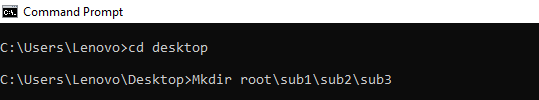 Command Prompt
C:\Users\Lenovo>cd desktop
C:\Users\Lenovo\Desktop>Mkdir root\sub1\sub2\sub3